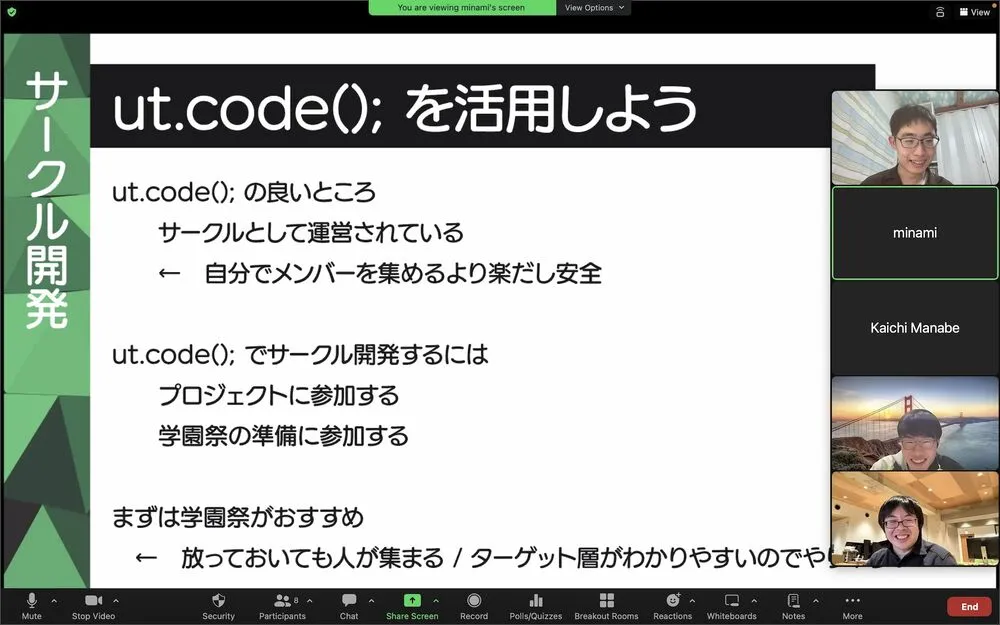 You are viewing minami's screen
View Options
View
サークル開発
ut.code(); を活用しよう
ut.code(); の良いところ
サークルとして運営されている
← 自分でメンバーを集めるより楽だし安全
ut.code(); でサークル開発するには
プロジェクトに参加する
学園祭の準備に参加する
まずは学園祭がおすすめ
← 放っておいても人が集まる / ターゲット層がわかりやすいのでや
minami
Kaichi Manabe
Mute
Stop Video
Security
Participants
8
Chat
Share Screen
Record
Polls/Quizzes
Breakout Rooms
Reactions
Whiteboards
Notes
More
End